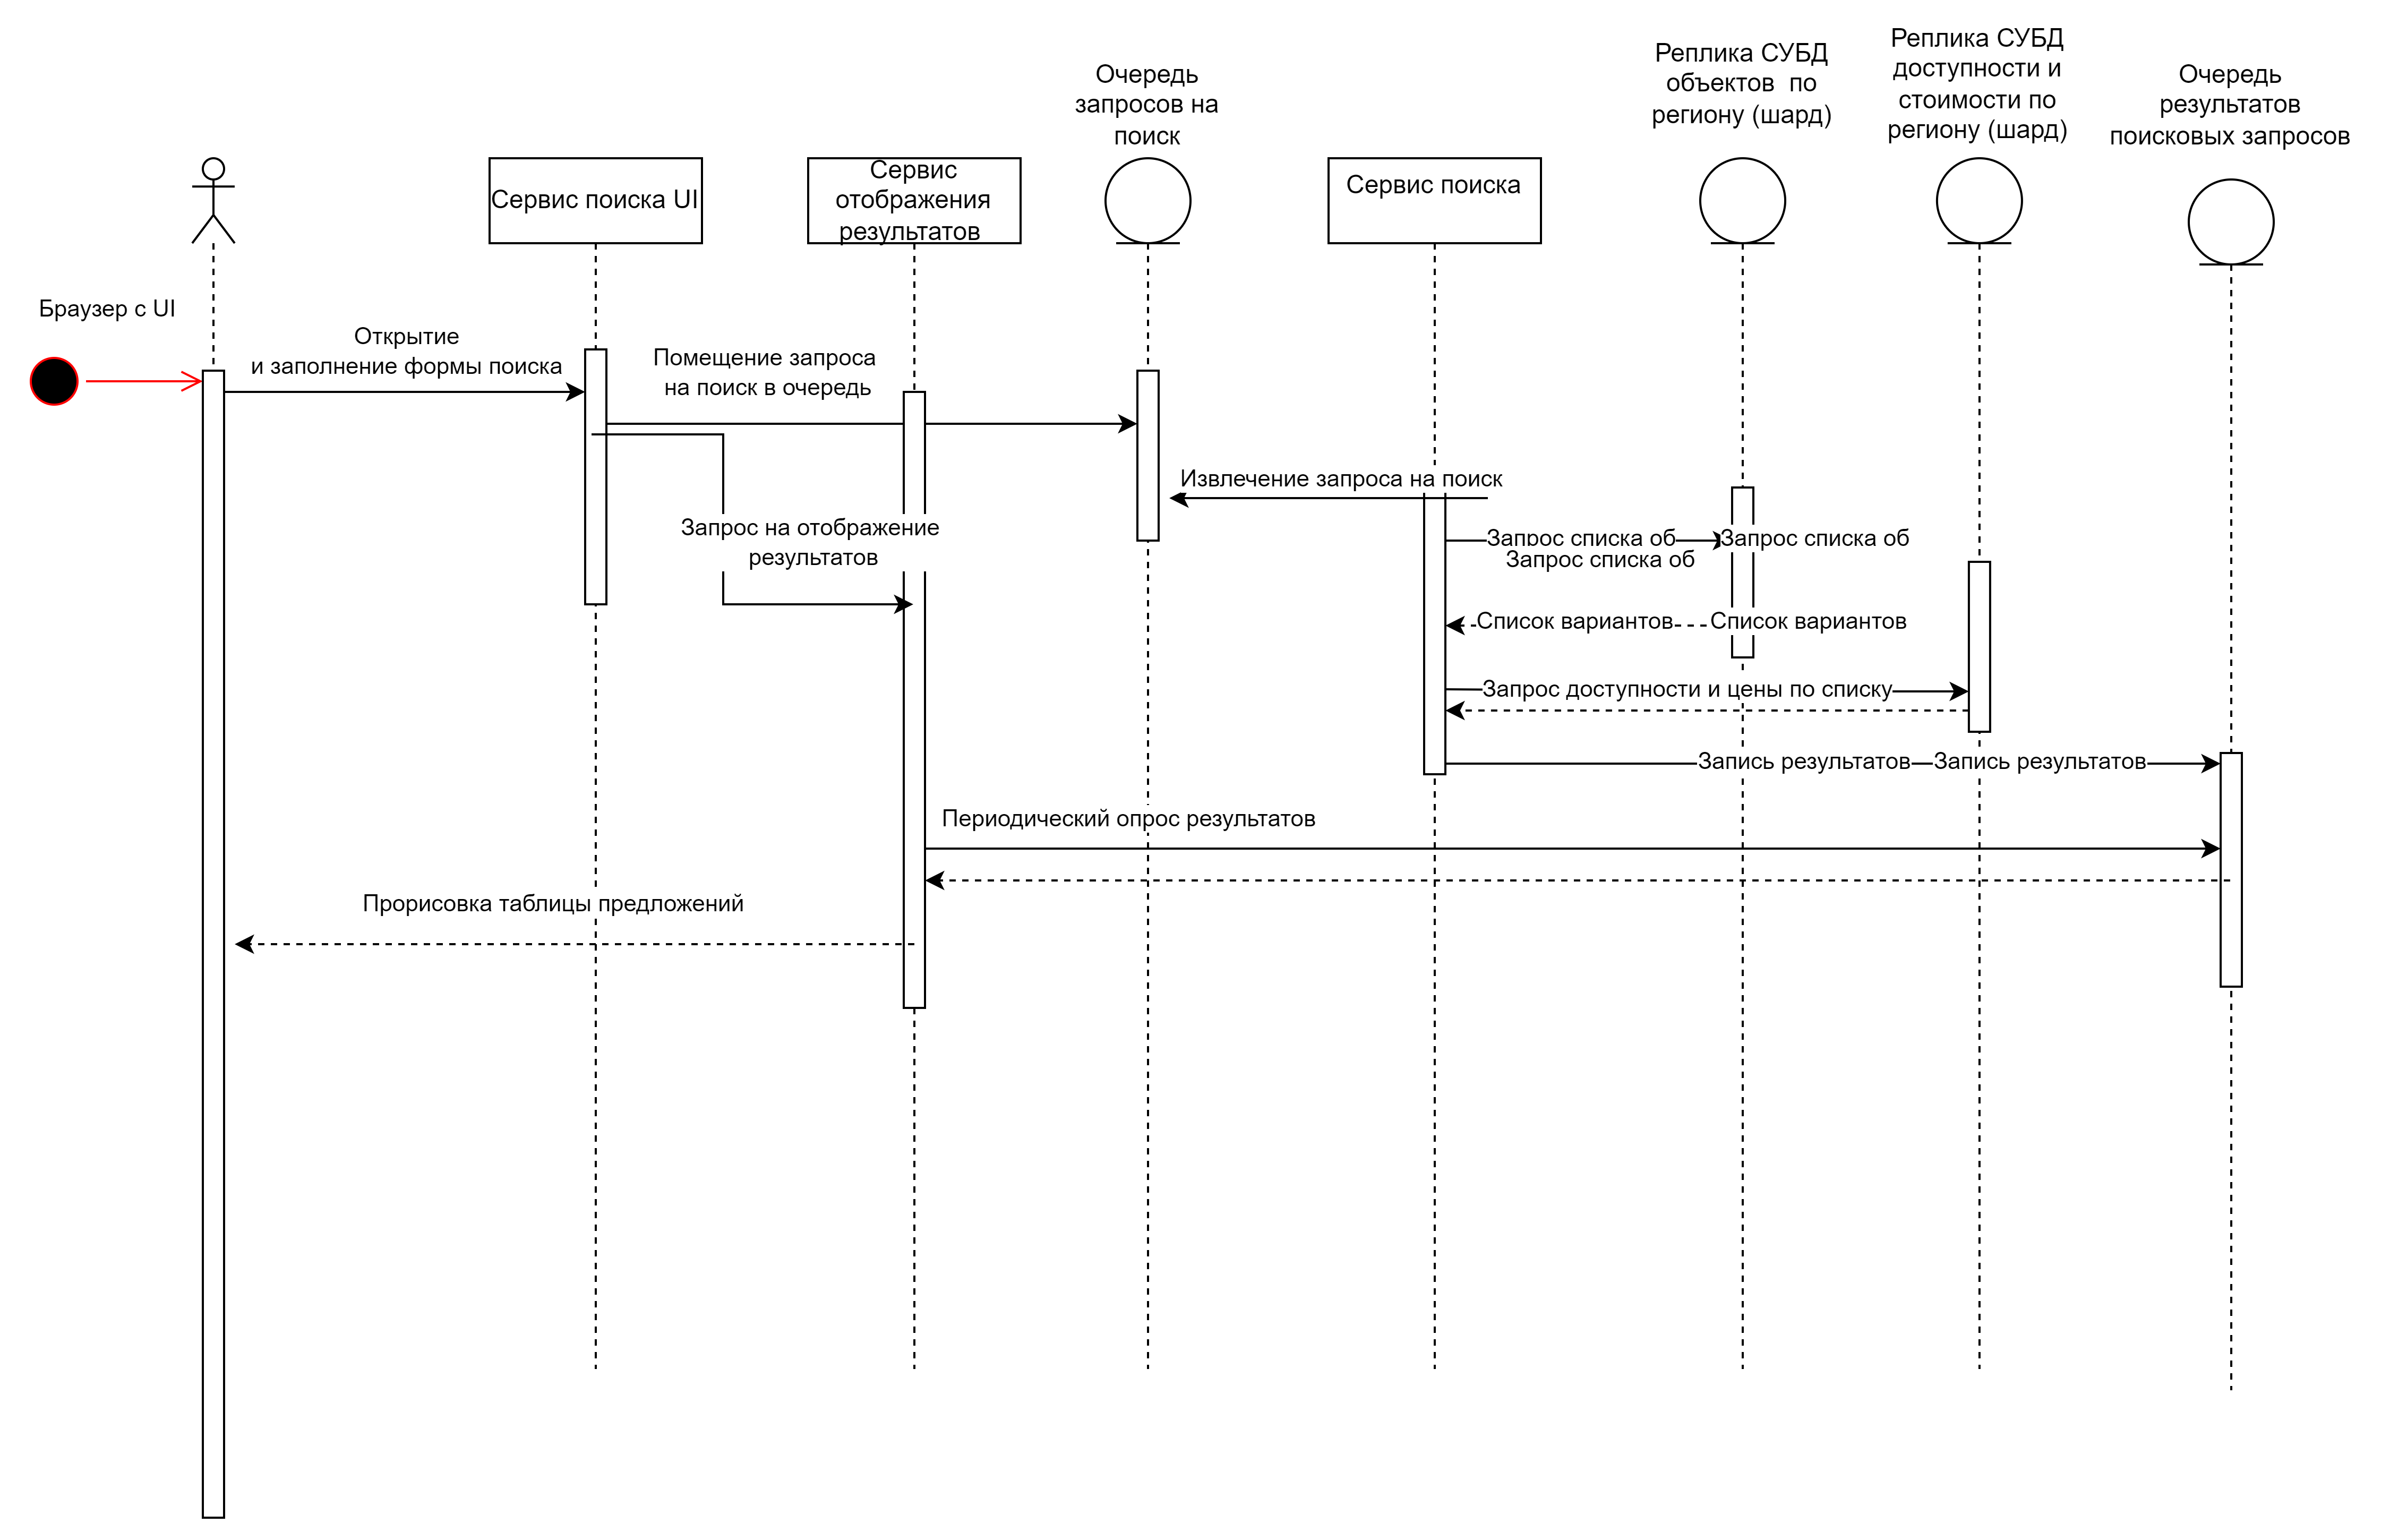 Очередь
запросов на
поиск
Реплика СУБД
объектов по
региону (шард)
Реплика СУБД
доступности и
стоимости по
региону (шард)
Очередь
результатов
поисковых запросов
Сервис поиска UI
Сервис
отображения
результатов
Сервис поиска
Браузер с UI
Открытие
и заполнение формы поиска
Помещение запроса
на поиск в очередь
Извлечение запроса на поиск
Запрос на отображение
результатов
Запрос списка об
Запрос списка об
Запрос списка об
Список вариантов
Список вариантов
Запрос доступности и цены по списку
Запись результатов
Запись результатов
Периодический опрос результатов
Прорисовка таблицы предложений